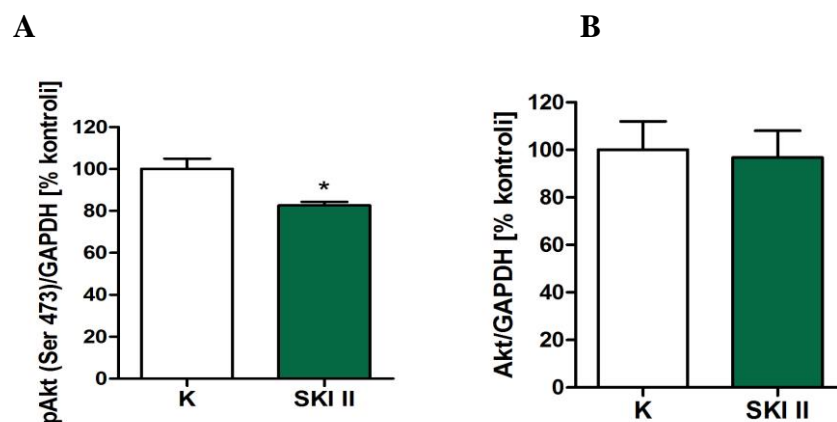 A
B
pAkt (Ser 473)/GAPDH [% kontroli]
120
100
80
60
40
20
0
*
K
SKI II
Akt/GAPDH [% kontroli]
120
100
80
60
40
20
0
K
SKI II